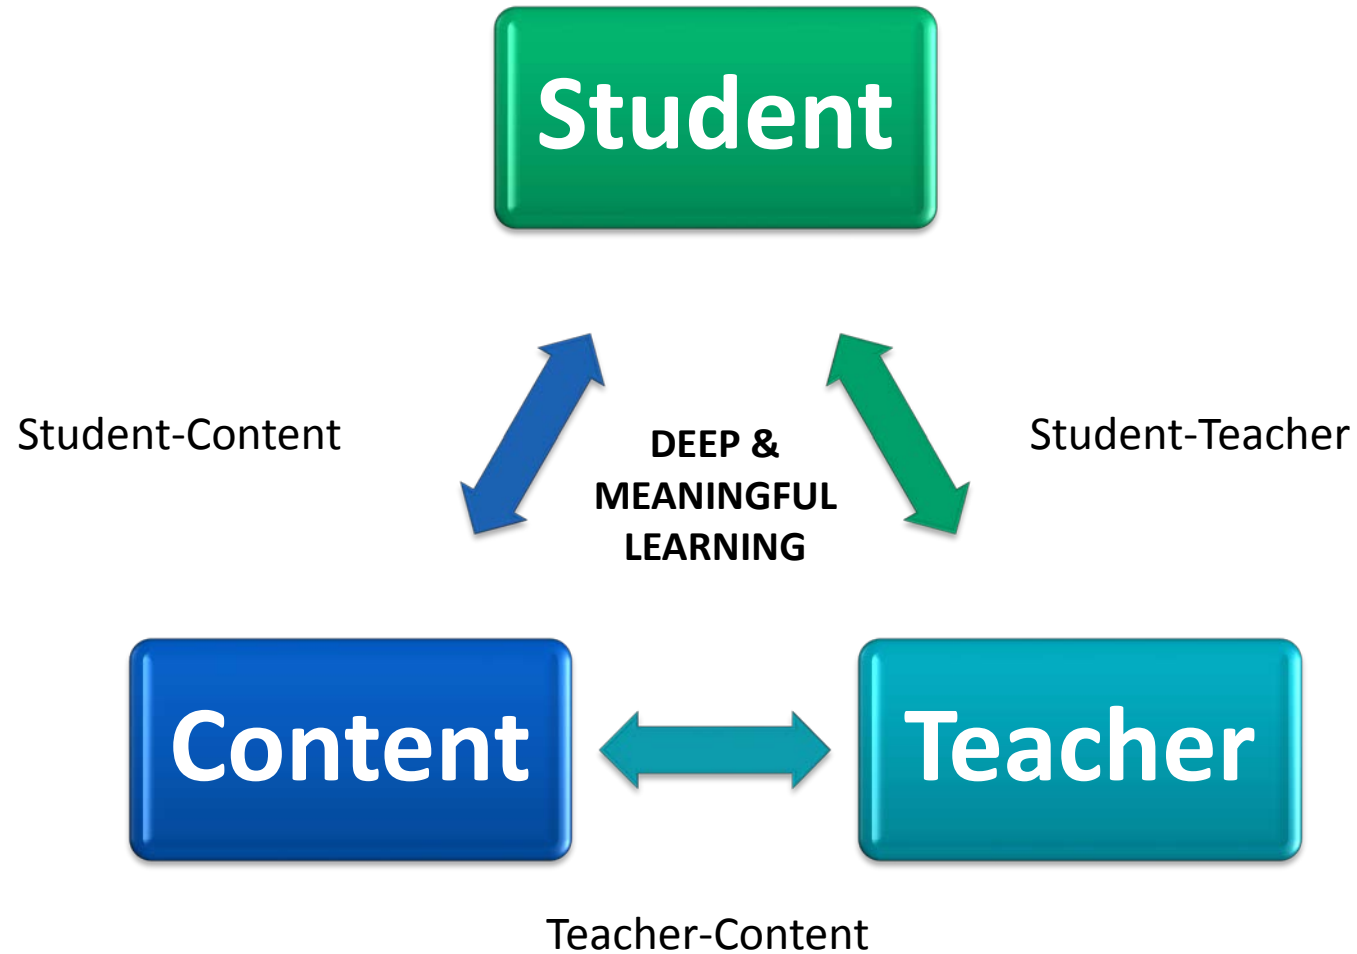 Student
Student-Content
DEEP &
MEANINGFUL
LEARNING
Student-Teacher
Content
Teacher
Teacher-Content